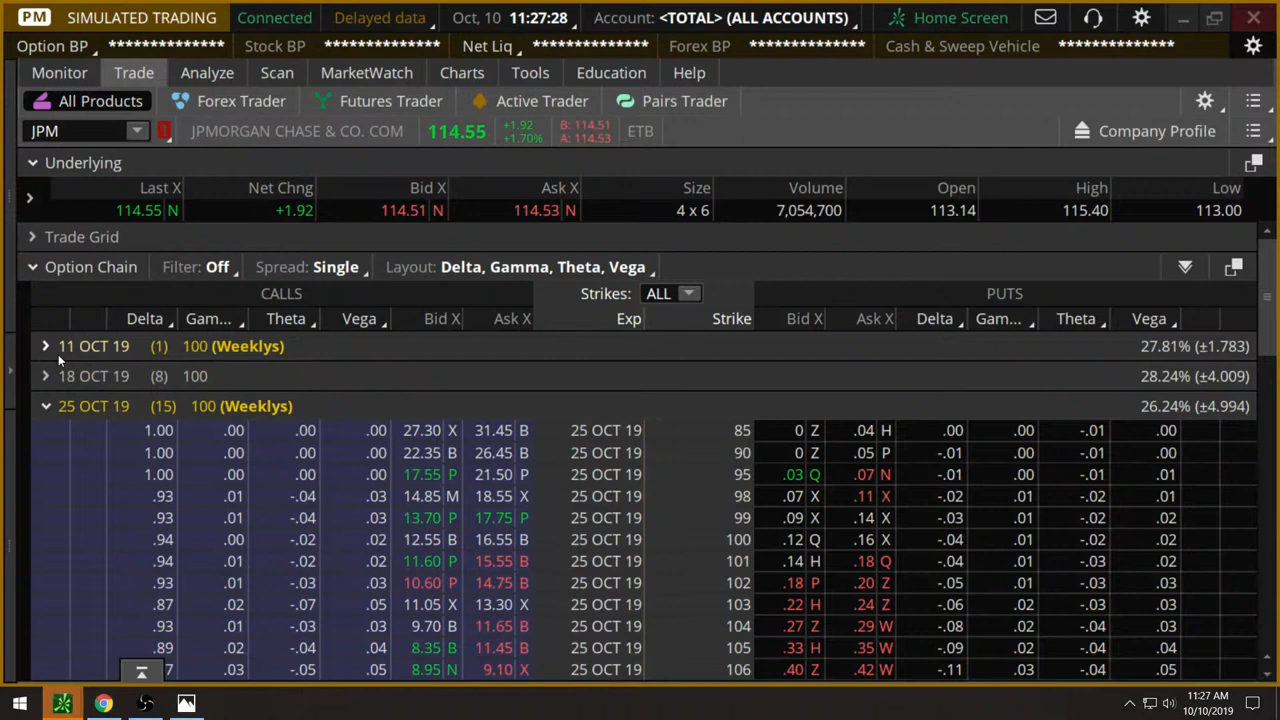 PM SIMULATED TRADING Connected Delayed data Oct, 10 11:27:28 Account: <TOTAL> (ALL ACCOUNTS) Home Screen
Option BP ************* Stock BP ************* Net Liq ************* Forex BP ************* Cash & Sweep Vehicle *************
Monitor Trade Analyze Scan MarketWatch Charts Tools Education Help
All Products Forex Trader Futures Trader Active Trader Pairs Trader
JPM 1 JPMORGAN CHASE & CO. COM 114.55 +1.92 +1.70% B: 114.51 A: 114.53 ETB Company Profile
Underlying
Last X Net Chng Bid X Ask X Size Volume Open High Low
114.55 N +1.92 114.51 N 114.53 N 4 x 6 7,054,700 113.14 115.40 113.00
Trade Grid
Option Chain Filter: Off Spread: Single Layout: Delta, Gamma, Theta, Vega
CALLS Strikes: ALL PUTS
Delta Gam... Theta Vega Bid X Ask X Exp Strike Bid X Ask X Delta Gam... Theta Vega
11 OCT 19 (1) 100 (Weeklys) 27.81% (±1.783)
18 OCT 19 (8) 100 28.24% (±4.009)
25 OCT 19 (15) 100 (Weeklys) 26.24% (±4.994)
1.00 .00 .00 .00 27.30 X 31.45 B 25 OCT 19 85 0 Z .04 H .00 .00 -.01 .00
1.00 .00 .00 .00 22.35 B 26.45 B 25 OCT 19 90 0 Z .05 P -.01 .00 -.01 .00
1.00 .00 .00 .00 17.55 P 21.50 P 25 OCT 19 95 .03 Q .07 N -.01 .00 -.01 .01
.93 .01 -.04 .03 14.85 M 18.55 X 25 OCT 19 98 .07 X .11 X -.02 .01 -.02 .01
.93 .01 -.04 .03 13.70 P 17.75 P 25 OCT 19 99 .09 X .14 X -.03 .01 -.02 .02
.94 .01 -.04 .03 12.55 B 16.55 B 25 OCT 19 100 .12 Q .16 X -.04 .01 -.02 .02
.94 .01 -.03 .03 11.60 P 15.55 B 25 OCT 19 101 .14 H .18 Q -.04 .01 -.02 .02
.93 .01 -.03 .03 10.60 P 14.75 B 25 OCT 19 102 .18 P .20 Z -.05 .01 -.03 .03
.87 .02 -.07 .05 11.05 X 13.30 X 25 OCT 19 103 .22 H .24 Z -.06 .02 -.03 .03
.93 .01 -.03 .03 9.70 B 11.65 B 25 OCT 19 104 .27 Z .29 W -.07 .02 -.03 .03
.89 .02 -.04 .04 8.35 B 11.65 B 25 OCT 19 105 .33 H .35 W -.09 .02 -.03 .04
7 .03 -.05 .05 8.95 N 9.10 X 25 OCT 19 106 .40 Z .42 W -.11 .03 -.04 .05
11:27 AM
10/10/2019